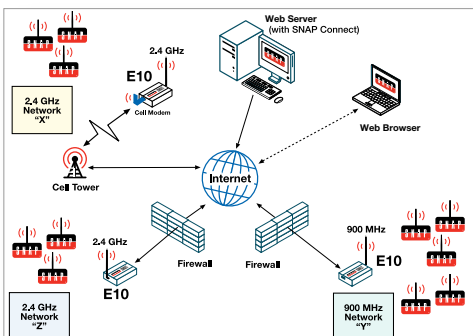 Web Server
(with SNAP Connect)
2.4 GHz
E10
Cell Modem
2.4 GHz
Network
"X"
Web Browser
Cell Tower
Internet
2.4 GHz
900 MHz
Firewall
Firewall
E10
E10
2.4 GHz
Network
"Z"
900 MHz
Network
"Y"